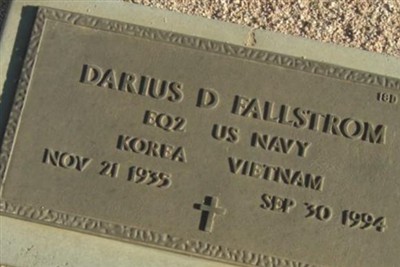 DARIUS D FALLSTROM
EQ2 US NAVY
KOREA VIETNAM
NOV 21 1935 SEP 30 1994